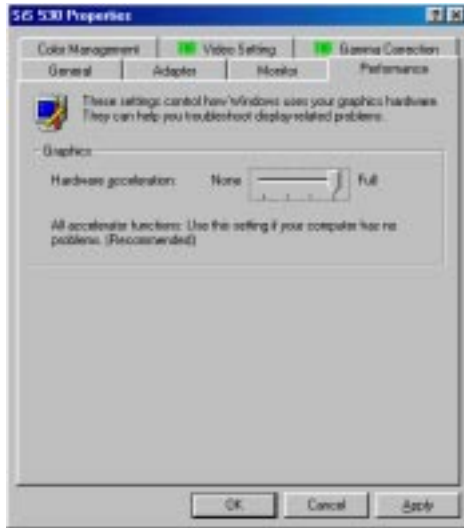 SiS 530 Properties
Color Management
Video Setting
Gamma Correction
General
Adapter
Monitor
Performance
These settings control how Windows uses your graphics hardware.
They can help you troubleshoot display-related problems.
Graphics
Hardware acceleration:
None
Full
All accelerator functions: Use this setting if your computer has no
problems. (Recommended)
OK
Cancel
Apply